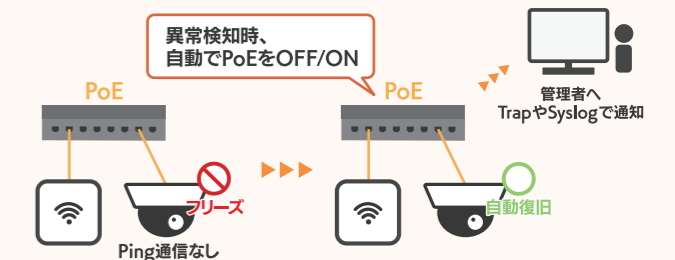 異常検知時、
自動でPoEをOFF/ON
PoE
フリーズ
Ping通信なし
PoE
自動復旧
管理者へ
TrapやSyslogで通知